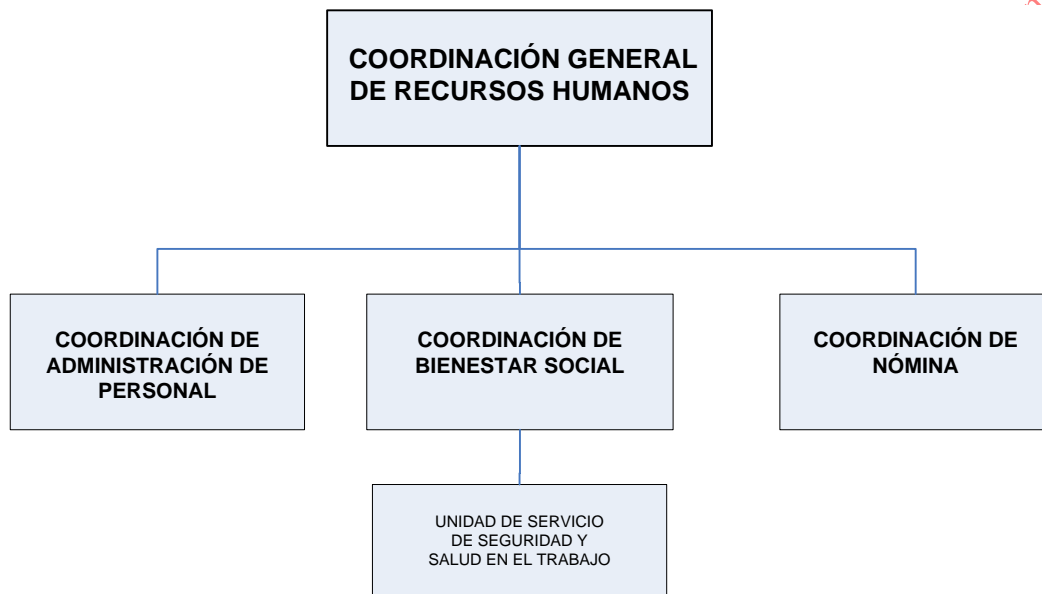 COORDINACIÓN GENERAL
DE RECURSOS HUMANOS
COORDINACIÓN DE
ADMINISTRACIÓN DE
PERSONAL
COORDINACIÓN DE
BIENESTAR SOCIAL
COORDINACIÓN DE
NÓMINA
UNIDAD DE SERVICIO
DE SEGURIDAD Y
SALUD EN EL TRABAJO